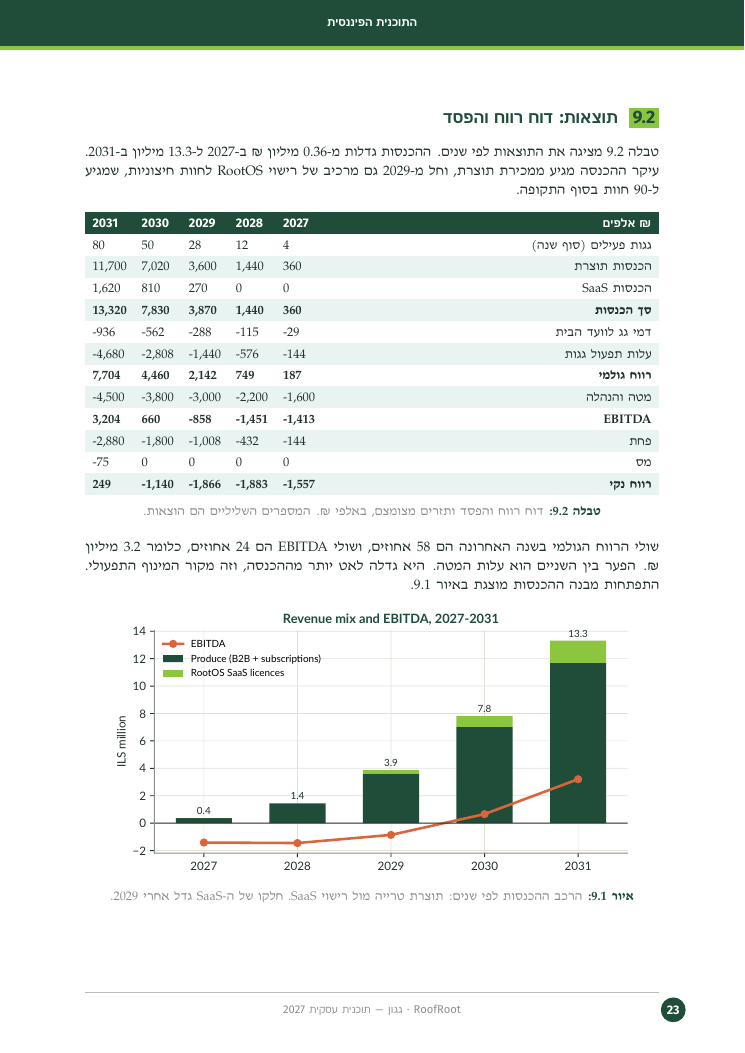 התוכנית הפיננסית
9.2 תוצאות: דוח רווח והפסד
טבלה 9.2 מציגה את התוצאות לפי שנים. ההכנסות גדלות מ-0.36 מיליון ₪ ב-2027 ל-13.3 מיליון ב-2031.
עיקר ההכנסה מגיע ממכירת תוצרת, וחל מ-2029 גם מרכיב של רישוי RootOS לחוות חיצוניות, שמגיע
ל-90 חוות בסוף התקופה.
₪ אלפים 2027 2028 2029 2030 2031
גגות פעילים (סוף שנה) 4 12 28 50 80
הכנסות תוצרת 360 1,440 3,600 7,020 11,700
הכנסות SaaS 0 0 270 810 1,620
סך הכנסות 360 1,440 3,870 7,830 13,320
דמי גג לוועד הבית -29 -115 -288 -562 -936
עלות תפעול גגות -144 -576 -1,440 -2,808 -4,680
רווח גולמי 187 749 2,142 4,460 7,704
מטה והנהלה -1,600 -2,200 -3,000 -3,800 -4,500
EBITDA -1,413 -1,451 -858 660 3,204
פחת -144 -432 -1,008 -1,800 -2,880
מס 0 0 0 0 -75
רווח נקי -1,557 -1,883 -1,866 -1,140 249
טבלה 9.2: דוח רווח והפסד ותזרים מצומצם, באלפי ₪. המספרים השליליים הם הוצאות.
שולי הרווח הגולמי בשנה האחרונה הם 58 אחוזים, ושולי EBITDA הם 24 אחוזים, כלומר 3.2 מיליון
₪. הפער בין השניים הוא עלות המטה. היא גדלה לאט יותר מההכנסה, וזה מקור המינוף התפעולי.
התפתחות מבנה ההכנסות מוצגת באיור 9.1.
Revenue mix and EBITDA, 2027-2031
EBITDA
Produce (B2B + subscriptions)
RootOS SaaS licences
ILS million
14
12
10
8
6
4
2
0
−2
0.4
1.4
3.9
7.8
13.3
2027 2028 2029 2030 2031
איור 9.1: הרכב ההכנסות לפי שנים: תוצרת טרייה מול רישוי SaaS. חלקו של ה-SaaS גדל אחרי 2029.
RoofRoot · גגון — תוכנית עסקית 2027
23